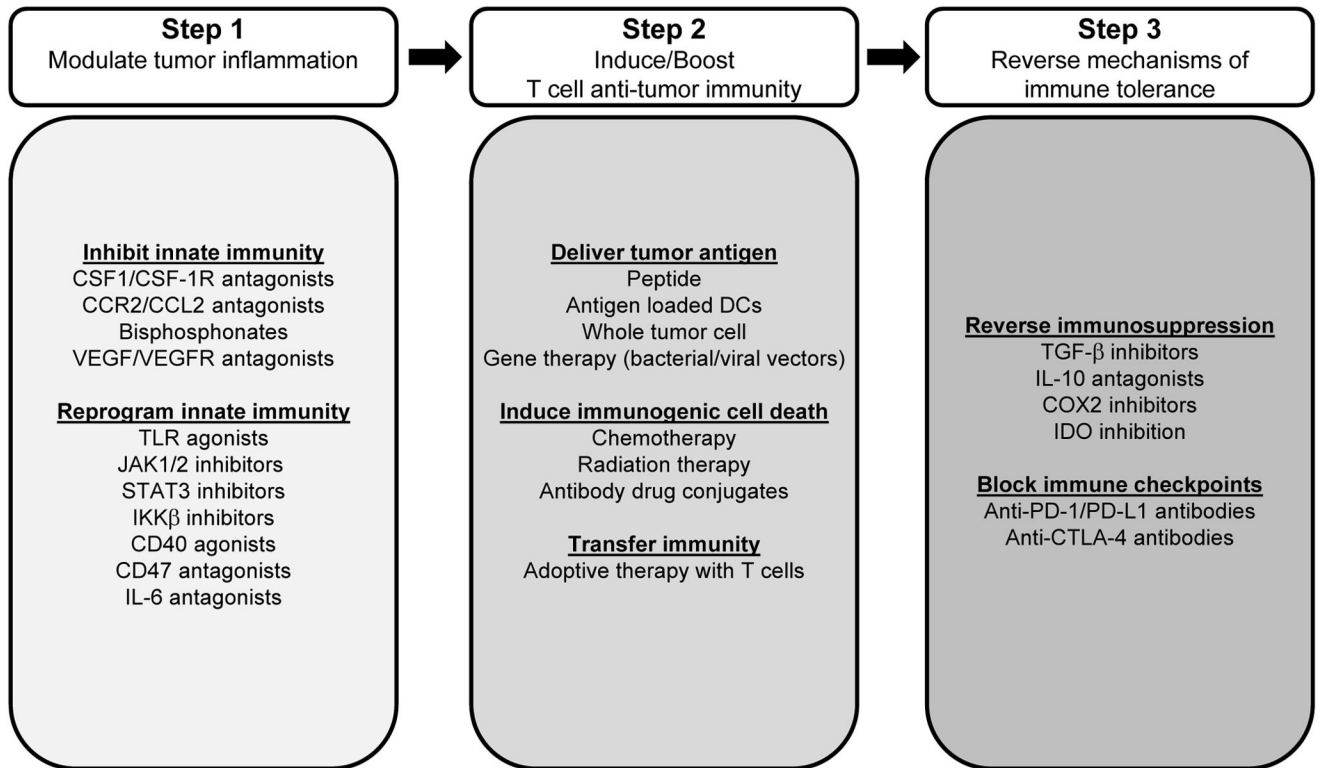 Step 1
Modulate tumor inflammation
Step 2
Induce/Boost
T cell anti-tumor immunity
Step 3
Reverse mechanisms of
immune tolerance
Inhibit innate immunity
CSF1/CSF-1R antagonists
CCR2/CCL2 antagonists
Bisphosphonates
VEGF/VEGFR antagonists
Reprogram innate immunity
TLR agonists
JAK1/2 inhibitors
STAT3 inhibitors
IKKβ inhibitors
CD40 agonists
CD47 antagonists
IL-6 antagonists
Deliver tumor antigen
Peptide
Antigen loaded DCs
Whole tumor cell
Gene therapy (bacterial/viral vectors)
Induce immunogenic cell death
Chemotherapy
Radiation therapy
Antibody drug conjugates
Transfer immunity
Adoptive therapy with T cells
Reverse immunosuppression
TGF-β inhibitors
IL-10 antagonists
COX2 inhibitors
IDO inhibition
Block immune checkpoints
Anti-PD-1/PD-L1 antibodies
Anti-CTLA-4 antibodies